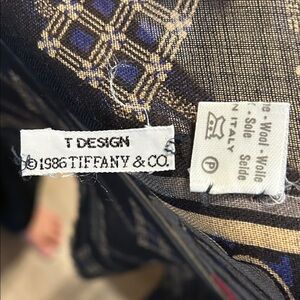 T DESIGN
©1986 TIFFANY & CO.
- Wool - Wolle
- Soie Seide
N ITALY
P